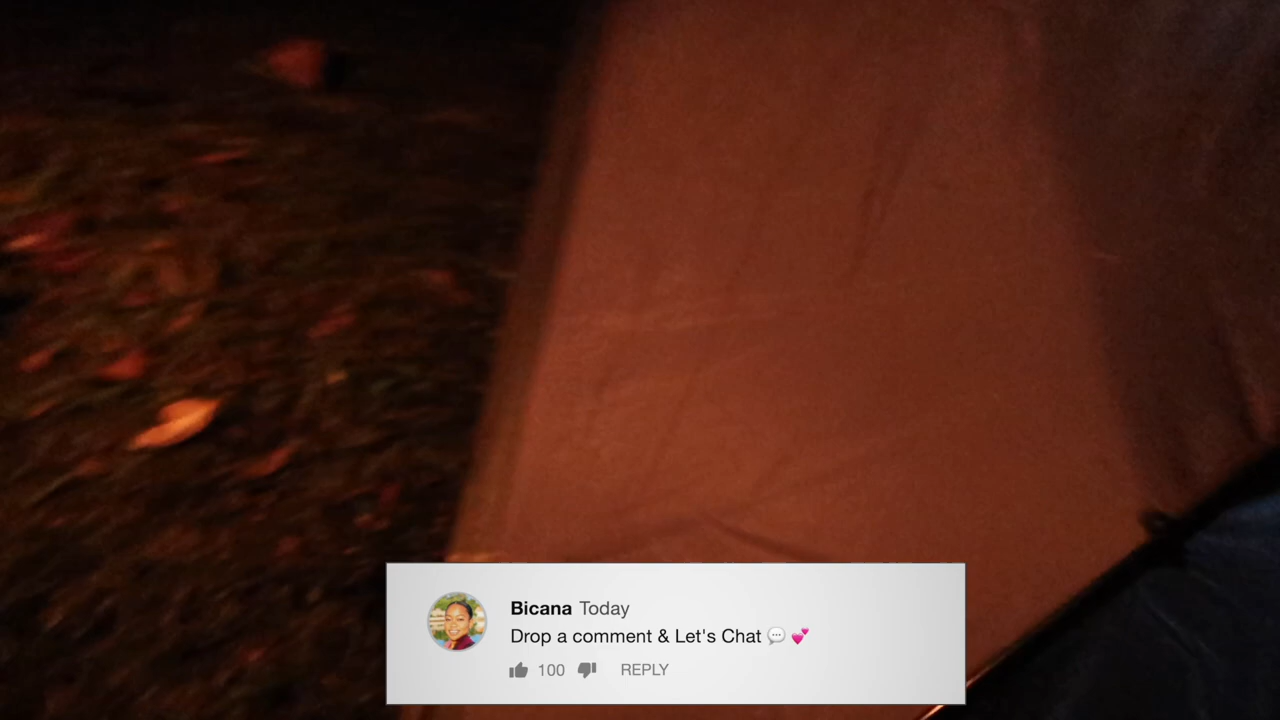 Bicana Today
Drop a comment & Let's Chat 💬 💕
100 REPLY